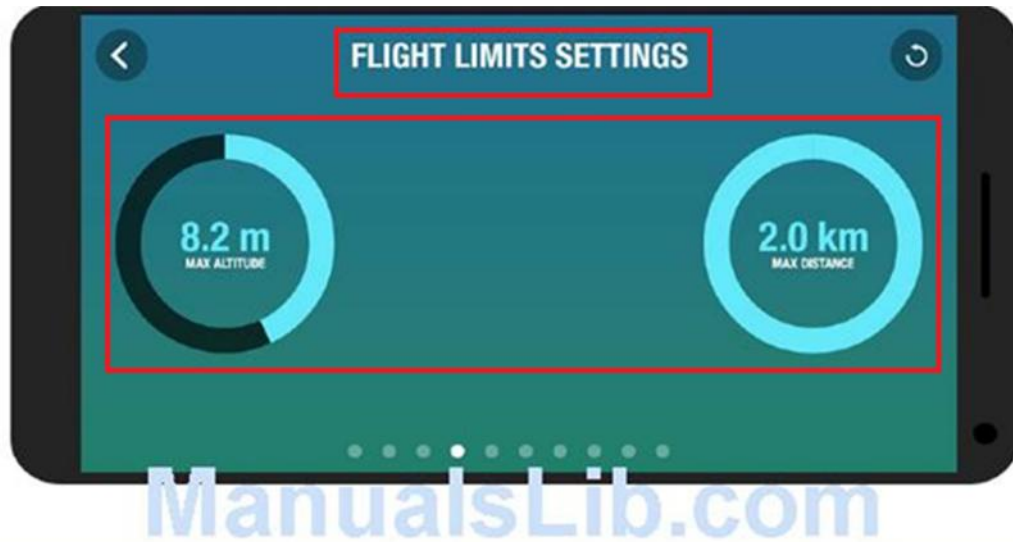 FLIGHT LIMITS SETTINGS
8.2 m
MAX ALTITUDE
2.0 km
MAX DISTANCE
ManualsLib.com